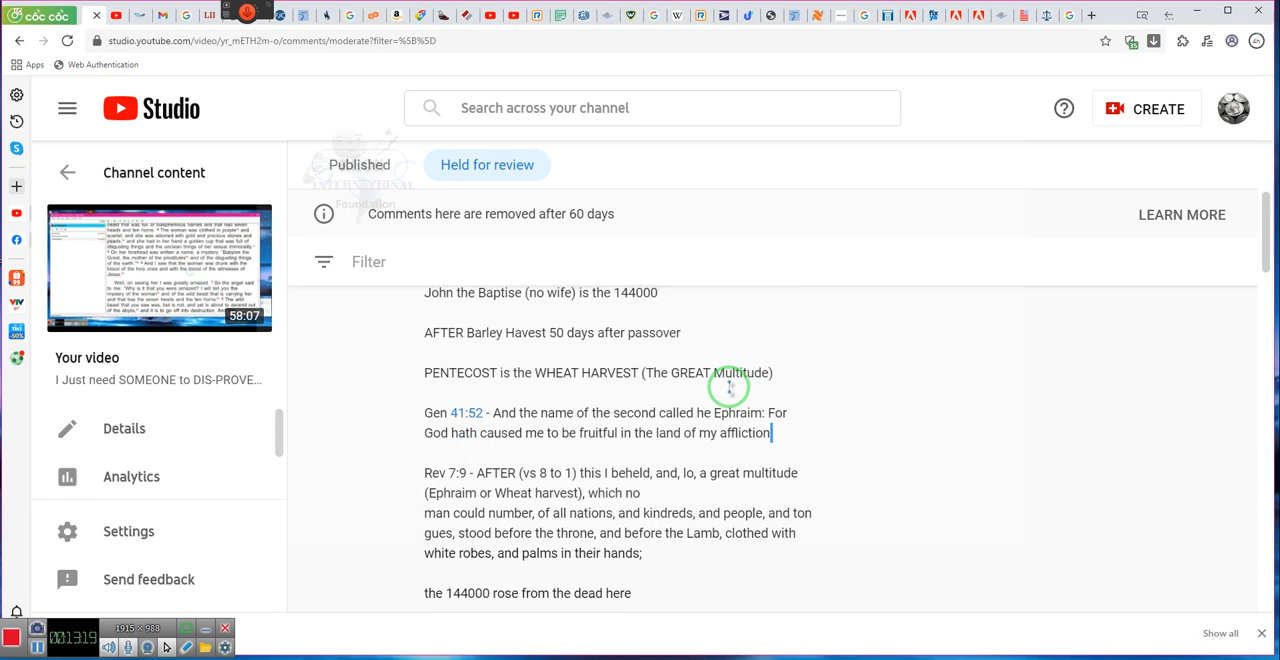 CỐC CỐC
studio.youtube.com/video/yr_mETH2m-o/comments/moderate?filter=%5B%5D
Apps
Web Authentication
Studio
Search across your channel
CREATE
Channel content
Published
Held for review
INTERNATIONAL
Foundation
Comments here are removed after 60 days
LEARN MORE
Filter
58:07
Your video
I Just need SOMEONE to DIS-PROVE...
Details
Analytics
Settings
Send feedback
John the Baptise (no wife) is the 144000
AFTER Barley Havest 50 days after passover
PENTECOST is the WHEAT HARVEST (The GREAT Multitude)
Gen 41:52 - And the name of the second called he Ephraim: For
God hath caused me to be fruitful in the land of my affliction
Rev 7:9 - AFTER (vs 8 to 1) this I beheld, and, lo, a great multitude
(Ephraim or Wheat harvest), which no
man could number, of all nations, and kindreds, and people, and ton
gues, stood before the throne, and before the Lamb, clothed with
white robes, and palms in their hands;
the 144000 rose from the dead here
1915 × 988
Show all